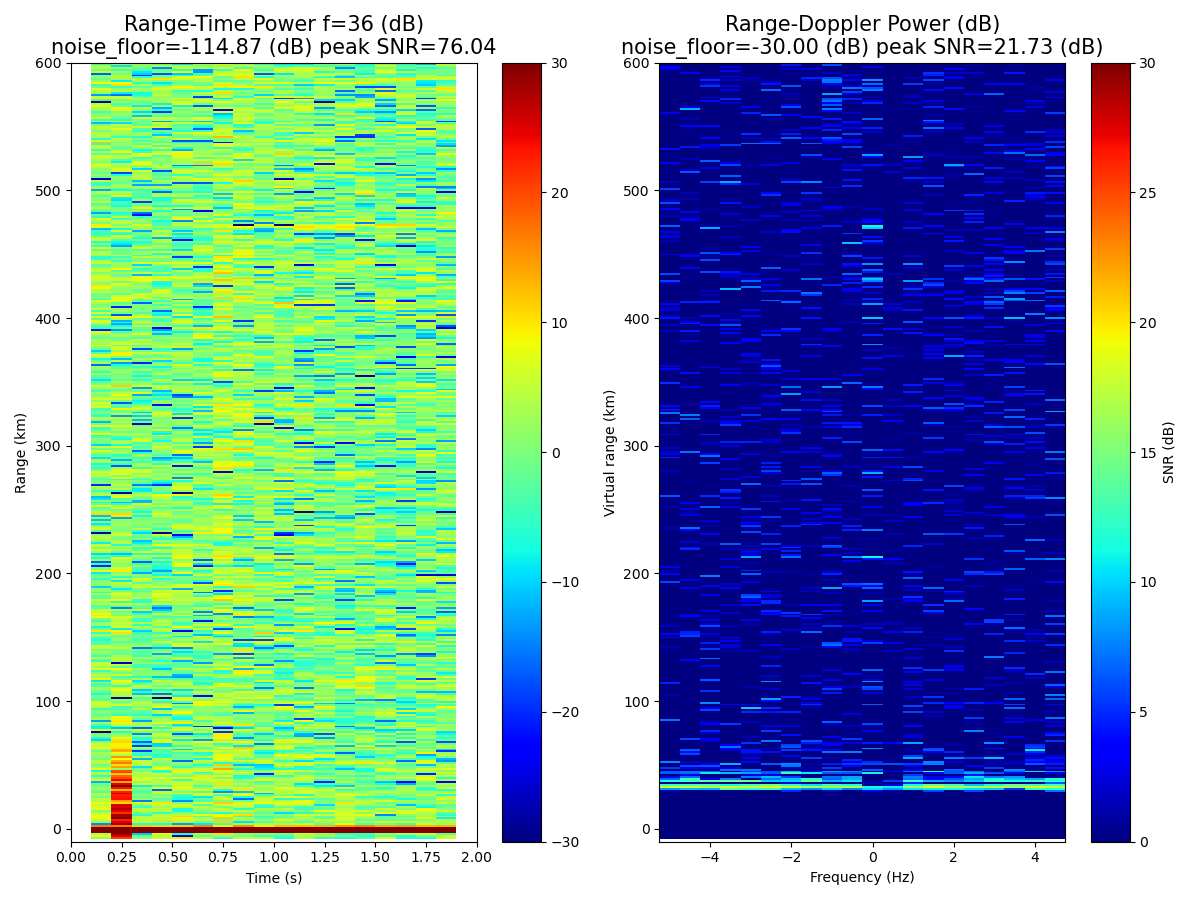 Range-Time Power f=36 (dB)
noise_floor=-114.87 (dB) peak SNR=76.04
600
500
400
300
200
100
0
Range (km)
0.00 0.25 0.50 0.75 1.00 1.25 1.50 1.75 2.00
Time (s)
30
20
10
0
−10
−20
−30
Range-Doppler Power (dB)
noise_floor=-30.00 (dB) peak SNR=21.73 (dB)
600
500
400
300
200
100
0
Virtual range (km)
−4 −2 0 2 4
Frequency (Hz)
30
25
20
15
10
5
0
SNR (dB)